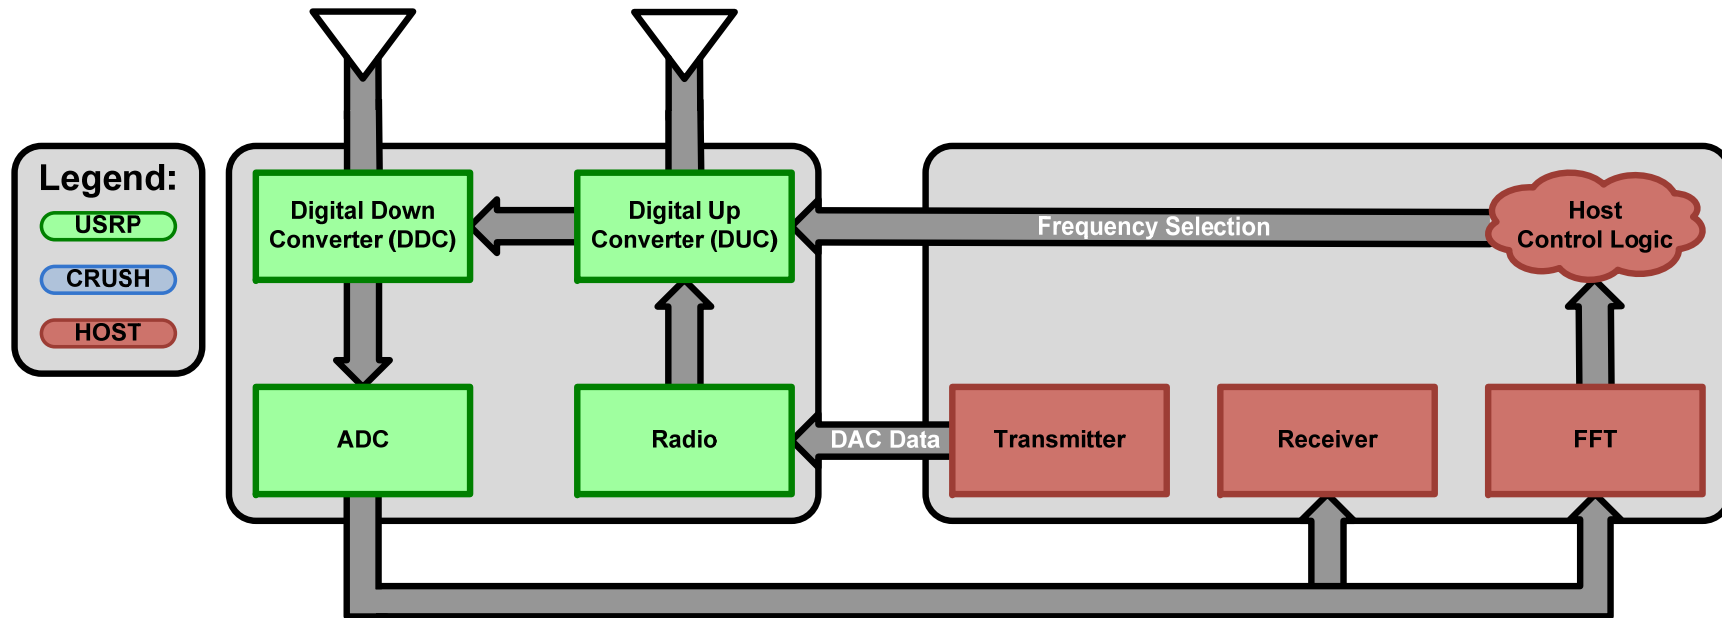 Legend:
USRP
CRUSH
HOST
Digital Down
Converter (DDC)
Digital Up
Converter (DUC)
Frequency Selection
Host
Control Logic
ADC
Radio
DAC Data
Transmitter
Receiver
FFT